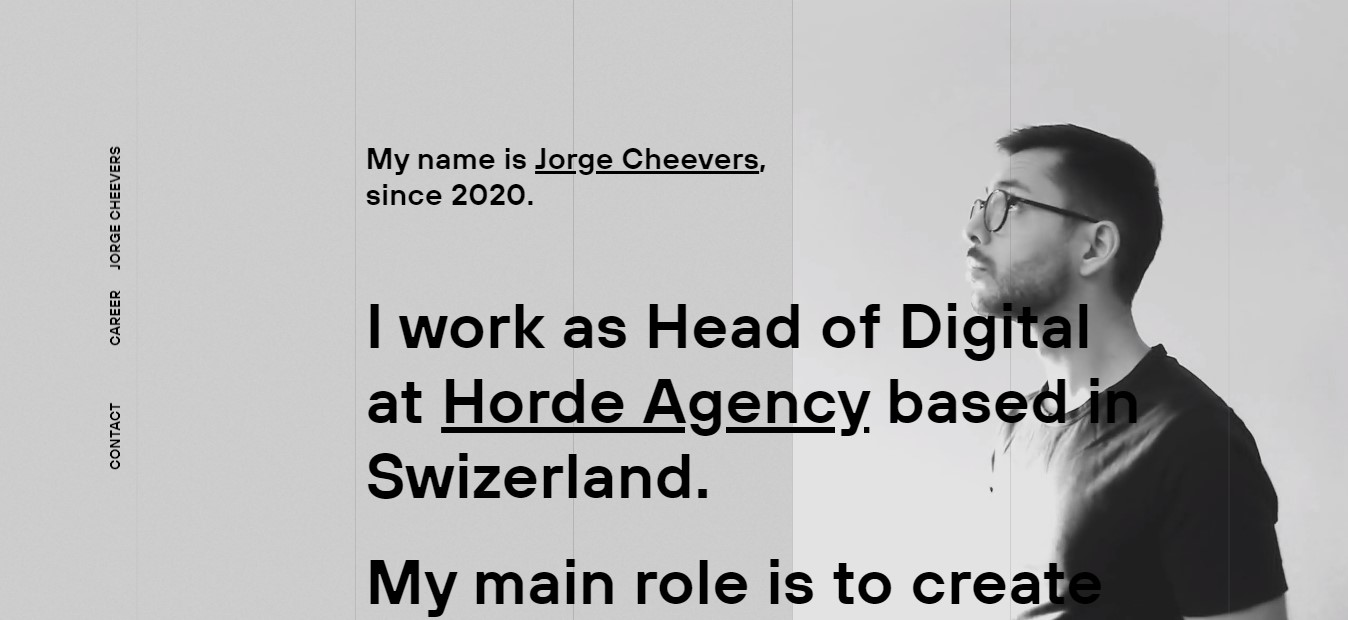 JORGE CHEEVERS
CAREER
CONTACT
My name is Jorge Cheevers,
since 2020.
I work as Head of Digital
at Horde Agency based in
Swizerland.
My main role is to create